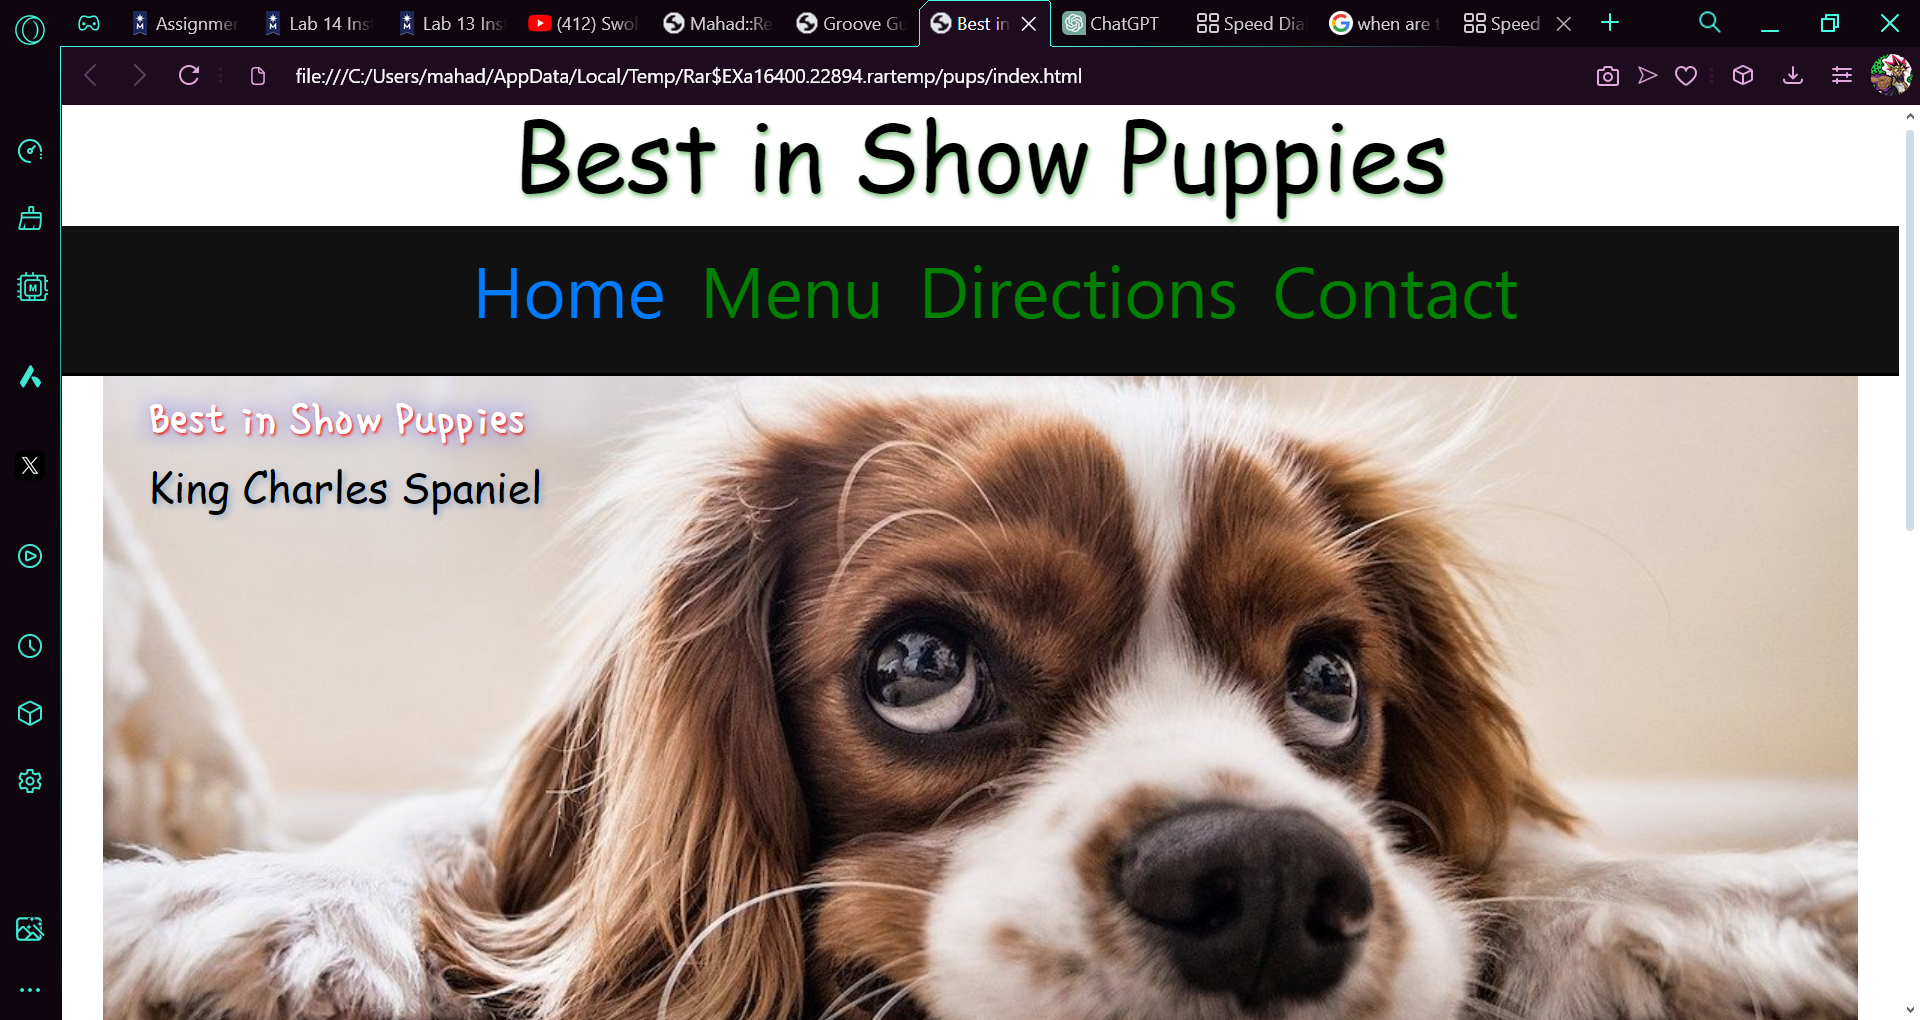 Assignmer
Lab 14 Ins
Lab 13 Ins
(412) Swol
Mahad::Re
Groove Gu
Best in
ChatGPT
Speed Dia
when are t
Speed
file:///C:/Users/mahad/AppData/Local/Temp/Rar$EXa16400.22894.rartemp/pups/index.html
Best in Show Puppies
Home Menu Directions Contact
Best in Show Puppies
King Charles Spaniel